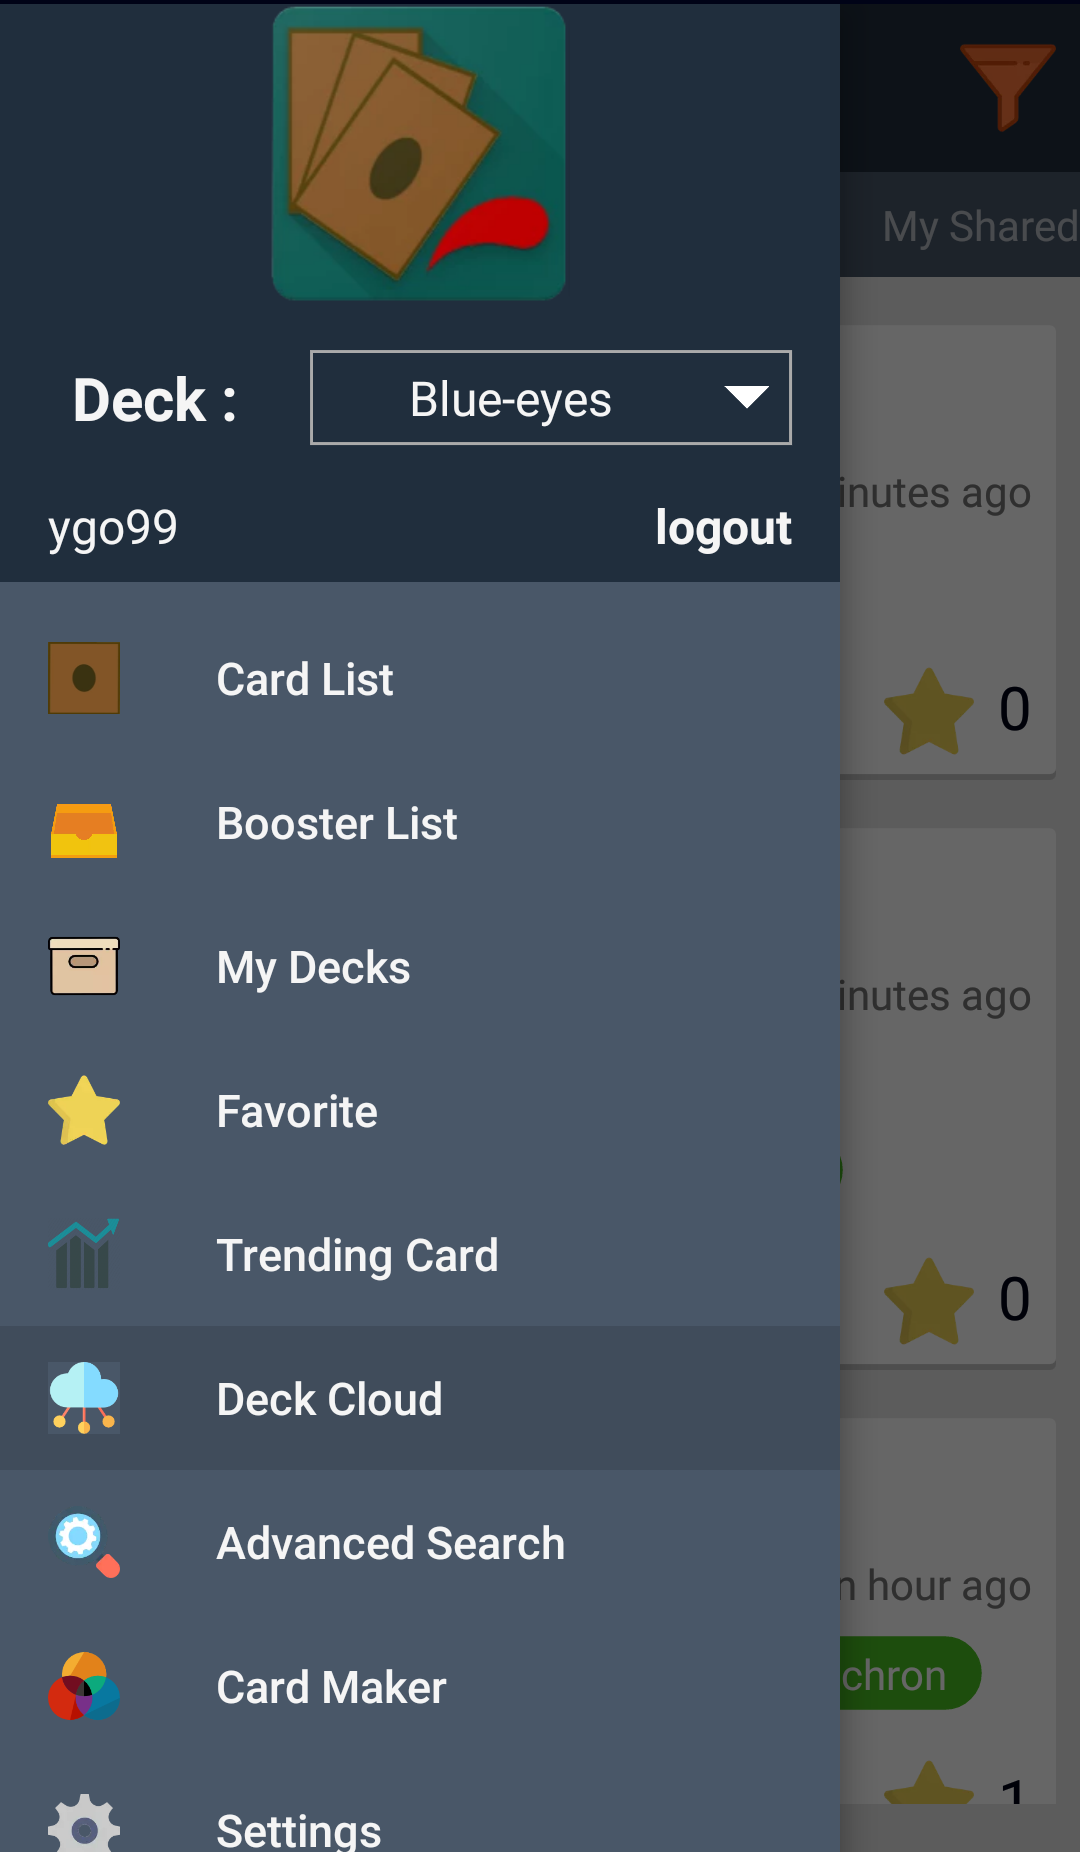 My Shared
Deck :
Blue-eyes
ygo99
logout
inutes ago
Card List
0
Booster List
My Decks
inutes ago
Favorite
Trending Card
0
Deck Cloud
Advanced Search
n hour ago
Card Maker
chron
1
Settings